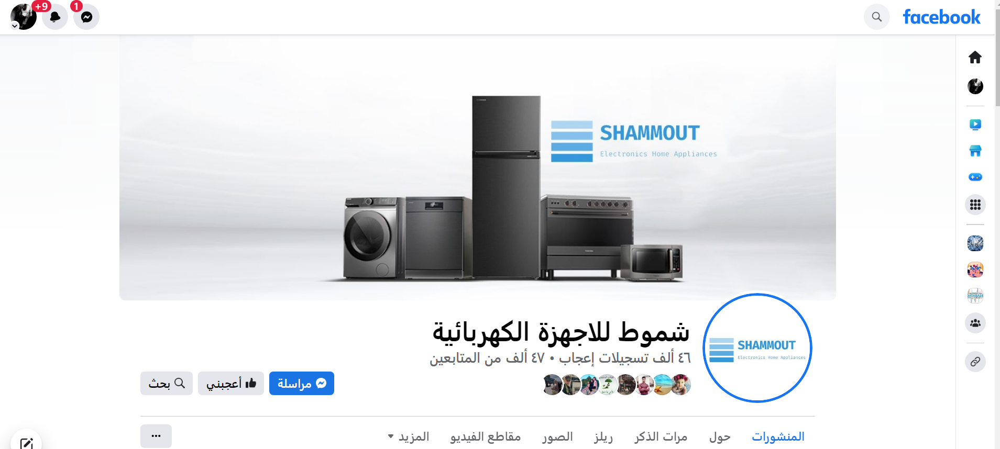 facebook
1
+9
SHAMMOUT
Electronics Home Appliances
شموط للاجهزة الكهربائية
٤٦ ألف تسجيلات إعجاب • ٤٧ ألف من المتابعين
SHAMMOUT
Electronics Home Appliances
مراسلة
أعجبني
بحث
المنشورات
حول
مرات الذكر
ريلز
الصور
مقاطع الفيديو
المزيد
DATABASE